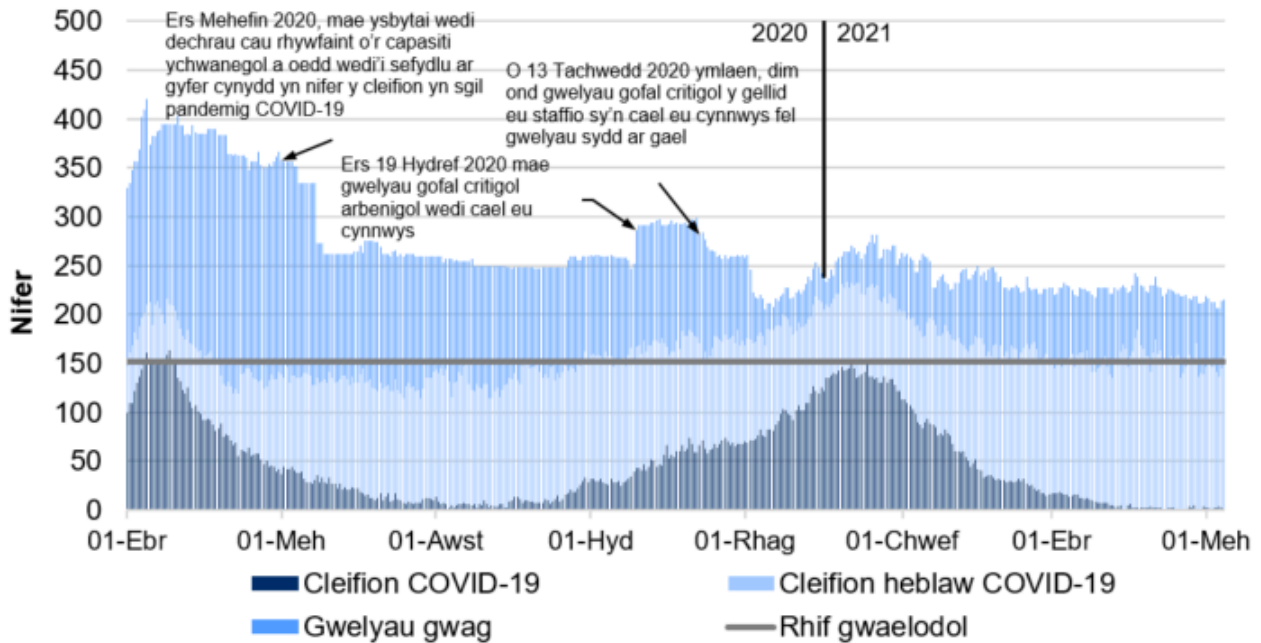 500
450
400
350
300
250
200
150
100
50
0
Nifer
Ers Mehefin 2020, mae ysbytai wedi
dechrau cau rhywfaint o'r capasiti
ychwanegol a oedd wedi'i sefydlu ar
gyfer cynydd yn nifer y cleifion yn sgil
pandemig COVID-19
O 13 Tachwedd 2020 ymlaen, dim
ond gwelyau gofal critigol y gellid
eu staffio sy'n cael eu cynnwys fel
gwelyau sydd ar gael
Ers 19 Hydref 2020 mae
gwelyau gofal critigol
arbenigol wedi cael eu
cynnwys
2020 2021
01-Ebr 01-Meh 01-Awst 01-Hyd 01-Rhag 01-Chwef 01-Ebr 01-Meh
Cleifion COVID-19 Cleifion heblaw COVID-19
Gwelyau gwag Rhif gwaelodol